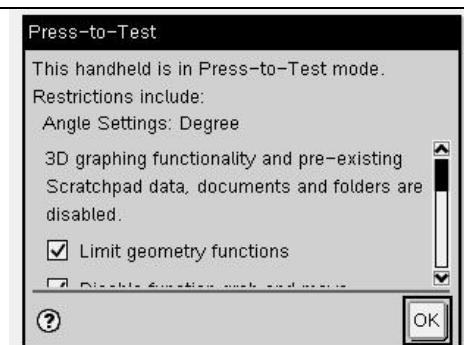 Press-to-Test
This handheld is in Press-to-Test mode.
Restrictions include:
Angle Settings: Degree
3D graphing functionality and pre-existing
Scratchpad data, documents and folders are
disabled.
Limit geometry functions
?
OK